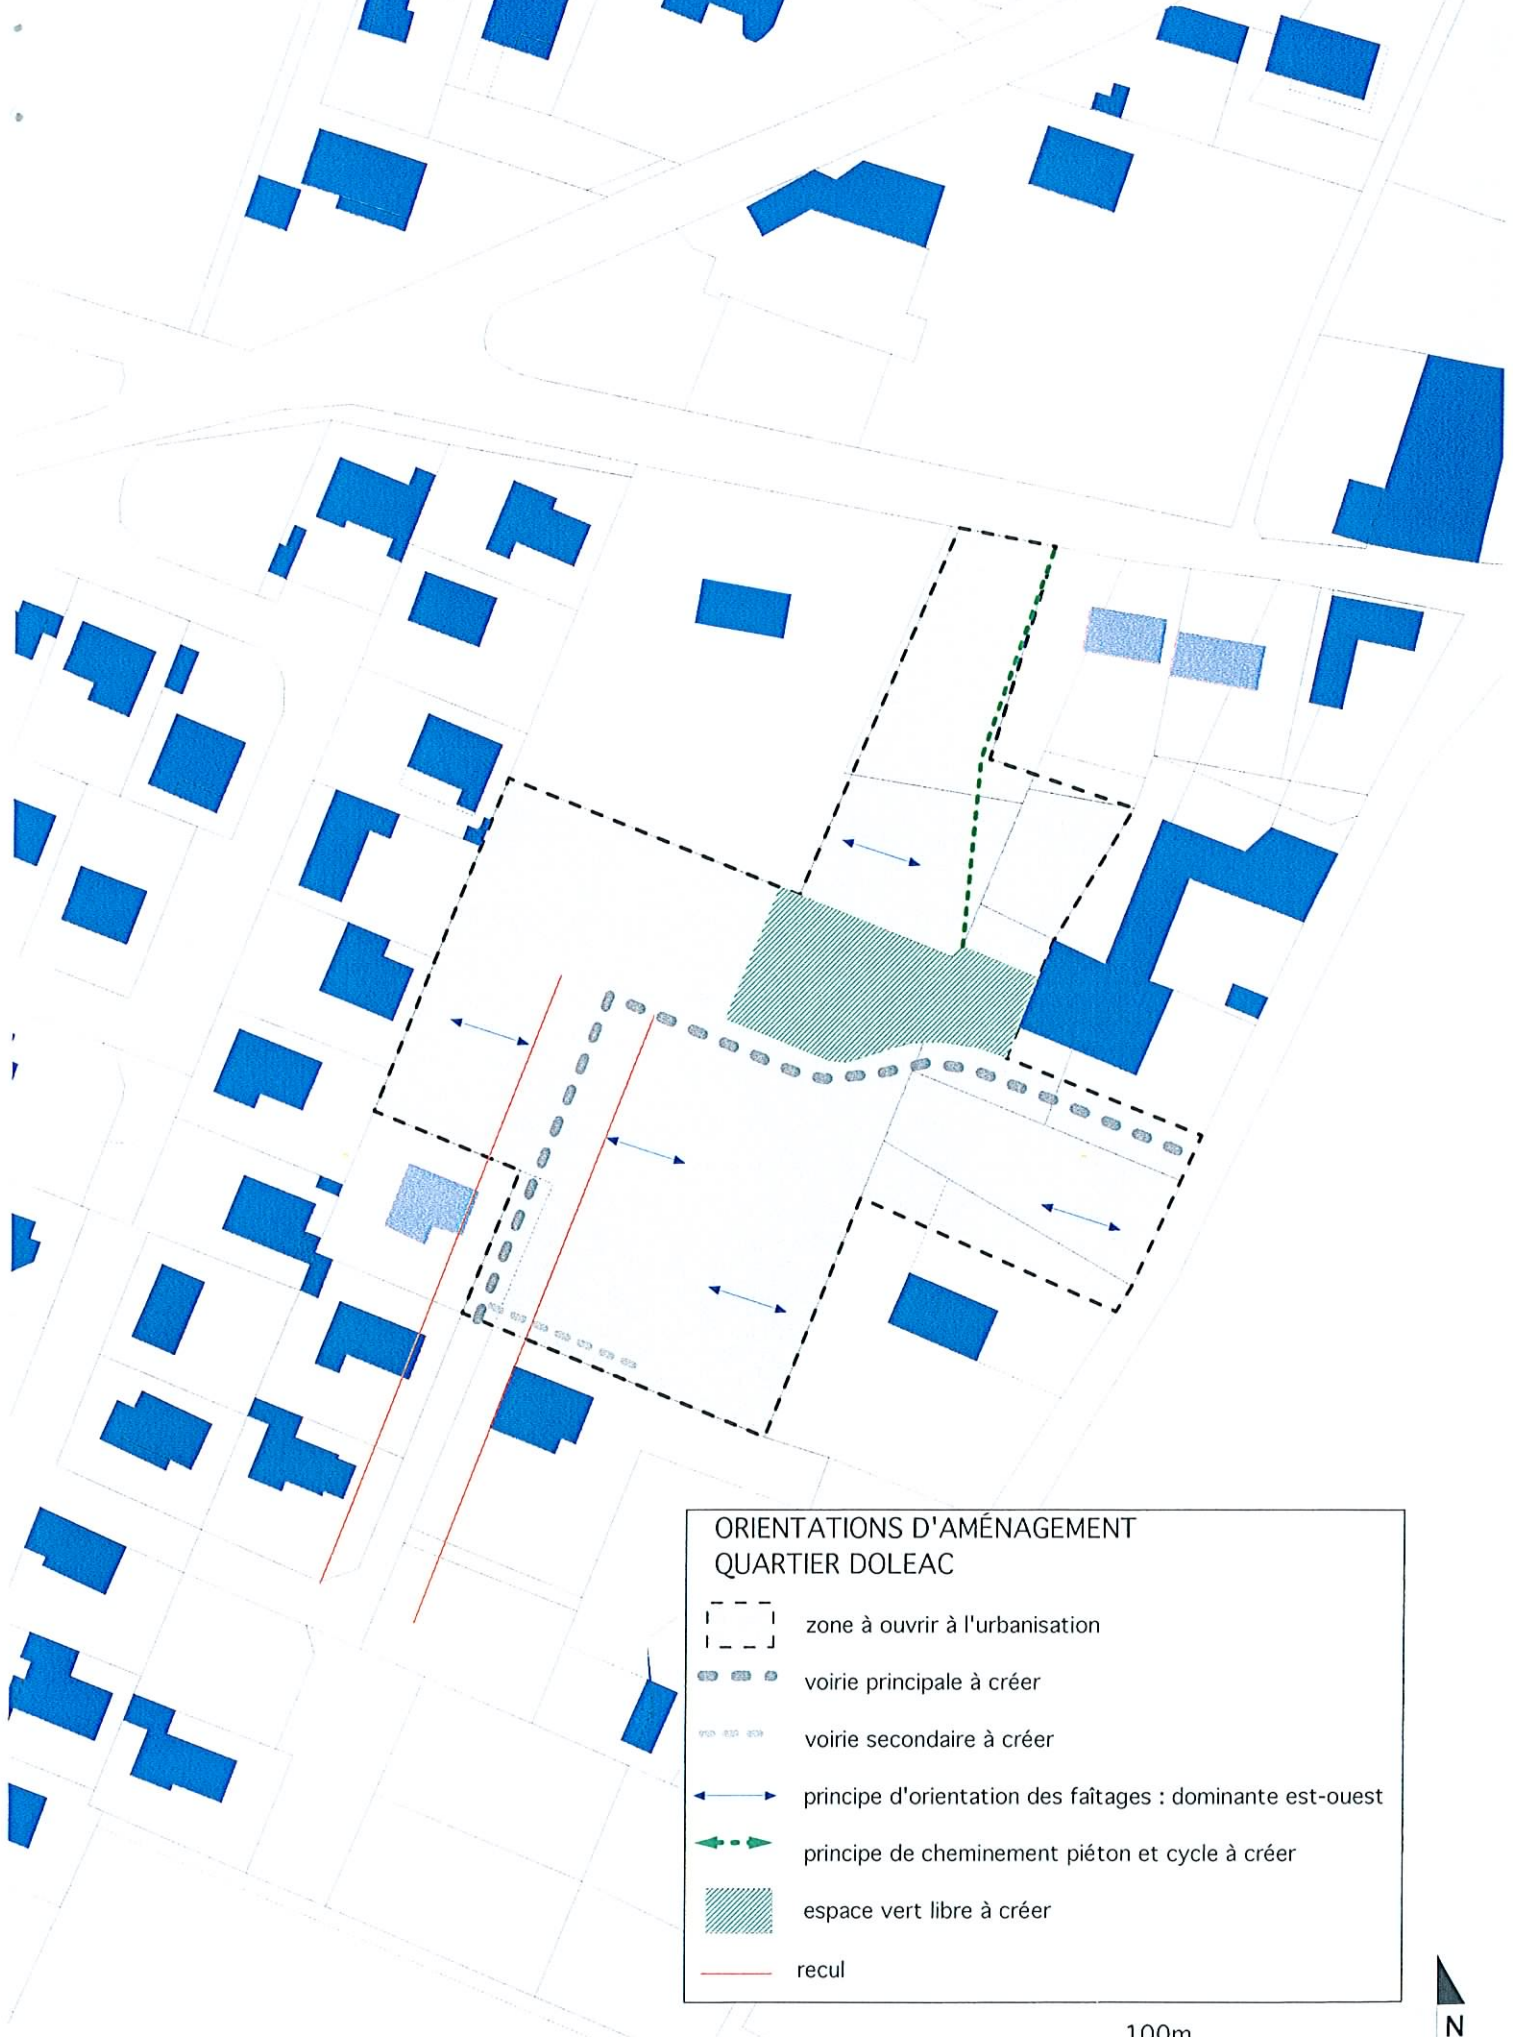 ORIENTATIONS D'AMÉNAGEMENT
QUARTIER DOLEAC
zone à ouvrir à l'urbanisation
voirie principale à créer
voirie secondaire à créer
principe d'orientation des faîtages : dominante est-ouest
principe de cheminement piéton et cycle à créer
espace vert libre à créer
recul
100m
N